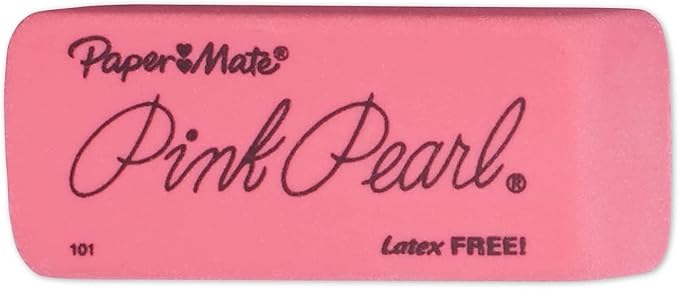 Paper Mate®
Pink Pearl®
101 Latex FREE!